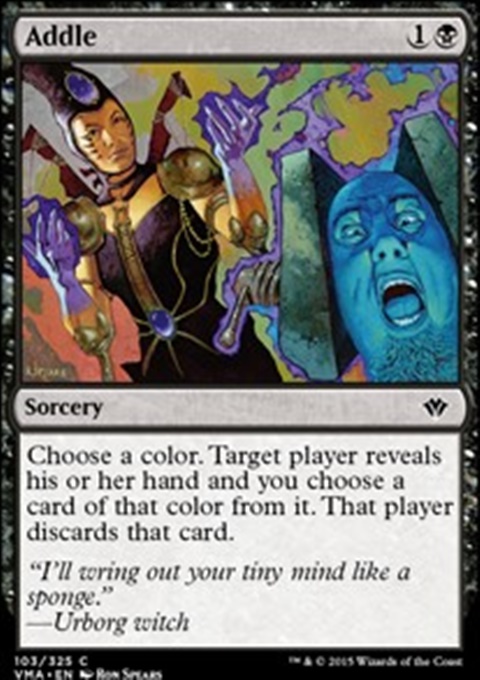 Addle 1
Sorcery
Choose a color. Target player reveals
his or her hand and you choose a
card of that color from it. That player
discards that card.
“I’ll wring out your tiny mind like a
sponge.”
—Urborg witch
103/325 C
VMA • EN Ron Spears
™ & © 2015 Wizards of the Coast